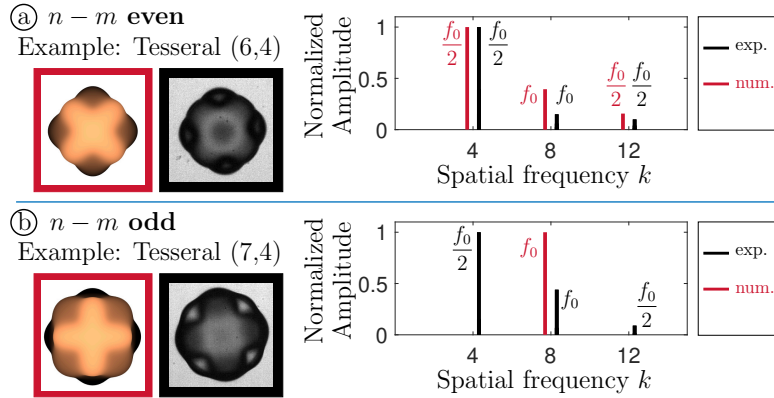 ⓐ n − m even
Example: Tesseral (6,4)
Normalized
Amplitude
1
0.5
0
f₀/2
f₀/2
f₀
f₀
f₀/2
f₀/2
4
8
12
Spatial frequency k
exp.
num.
ⓑ n − m odd
Example: Tesseral (7,4)
Normalized
Amplitude
1
0.5
0
f₀/2
f₀
f₀
f₀/2
4
8
12
Spatial frequency k
exp.
num.